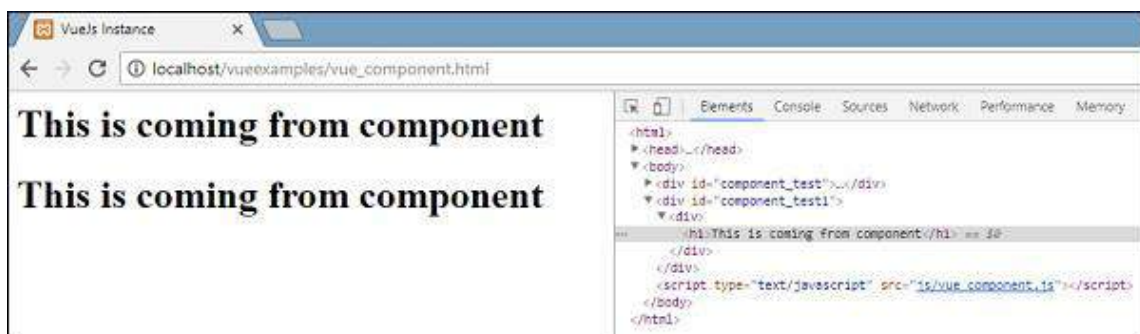 VueJs Instance
localhost/vueexamples/vue_component.html
This is coming from component
This is coming from component
Elements Console Sources Network Performance Memory
<html>
<head>…</head>
<body>
<div id="component_test">…</div>
<div id="component_test1">
<div>
<h1>This is coming from component</h1> == $0
</div>
</div>
<script type="text/javascript" src="js/vue_component.js"></script>
</body>
</html>